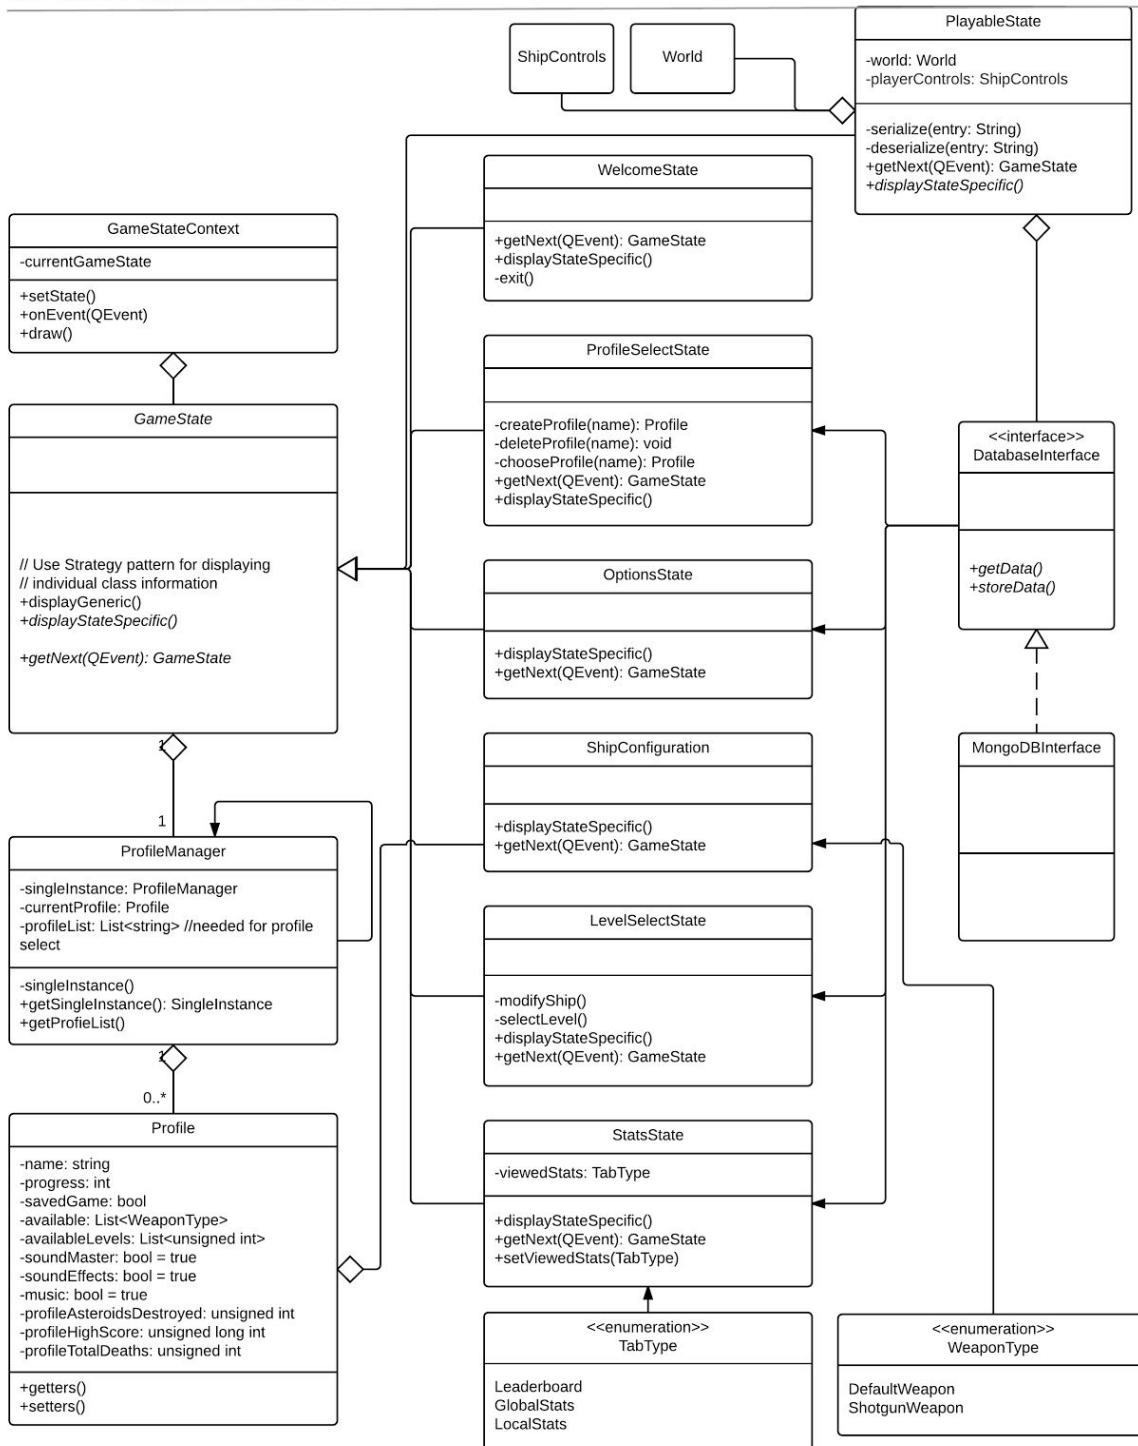 ShipControls
World
PlayableState
-world: World
-playerControls: ShipControls
-serialize(entry: String)
-deserialize(entry: String)
+getNext(QEvent): GameState
+displayStateSpecific()
WelcomeState
+getNext(QEvent): GameState
+displayStateSpecific()
-exit()
GameStateContext
-currentGameState
+setState()
+onEvent(QEvent)
+draw()
ProfileSelectState
-createProfile(name): Profile
-deleteProfile(name): void
-chooseProfile(name): Profile
+getNext(QEvent): GameState
+displayStateSpecific()
GameState
// Use Strategy pattern for displaying
// individual class information
+displayGeneric()
+displayStateSpecific()
+getNext(QEvent): GameState
1
1
<<interface>>
DatabaseInterface
+getData()
+storeData()
OptionsState
+displayStateSpecific()
+getNext(QEvent): GameState
ShipConfiguration
+displayStateSpecific()
+getNext(QEvent): GameState
MongoDBInterface
ProfileManager
-singleInstance: ProfileManager
-currentProfile: Profile
-profileList: List<string> //needed for profile
select
-singleInstance()
+getSingleInstance(): SingleInstance
+getProfieList()
1
0..*
LevelSelectState
-modifyShip()
-selectLevel()
+displayStateSpecific()
+getNext(QEvent): GameState
Profile
-name: string
-progress: int
-savedGame: bool
-available: List<WeaponType>
-availableLevels: List<unsigned int>
-soundMaster: bool = true
-soundEffects: bool = true
-music: bool = true
-profileAsteroidsDestroyed: unsigned int
-profileHighScore: unsigned long int
-profileTotalDeaths: unsigned int
+getters()
+setters()
StatsState
-viewedStats: TabType
+displayStateSpecific()
+getNext(QEvent): GameState
+setViewedStats(TabType)
<<enumeration>>
TabType
Leaderboard
GlobalStats
LocalStats
<<enumeration>>
WeaponType
DefaultWeapon
ShotgunWeapon